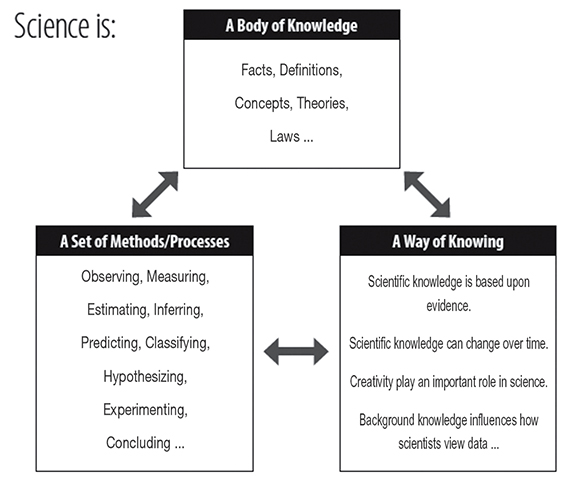 Science is:
A Body of Knowledge
Facts, Definitions,
Concepts, Theories,
Laws ...
A Set of Methods/Processes
Observing, Measuring,
Estimating, Inferring,
Predicting, Classifying,
Hypothesizing,
Experimenting,
Concluding ...
A Way of Knowing
Scientific knowledge is based upon
evidence.
Scientific knowledge can change over time.
Creativity play an important role in science.
Background knowledge influences how
scientists view data ...